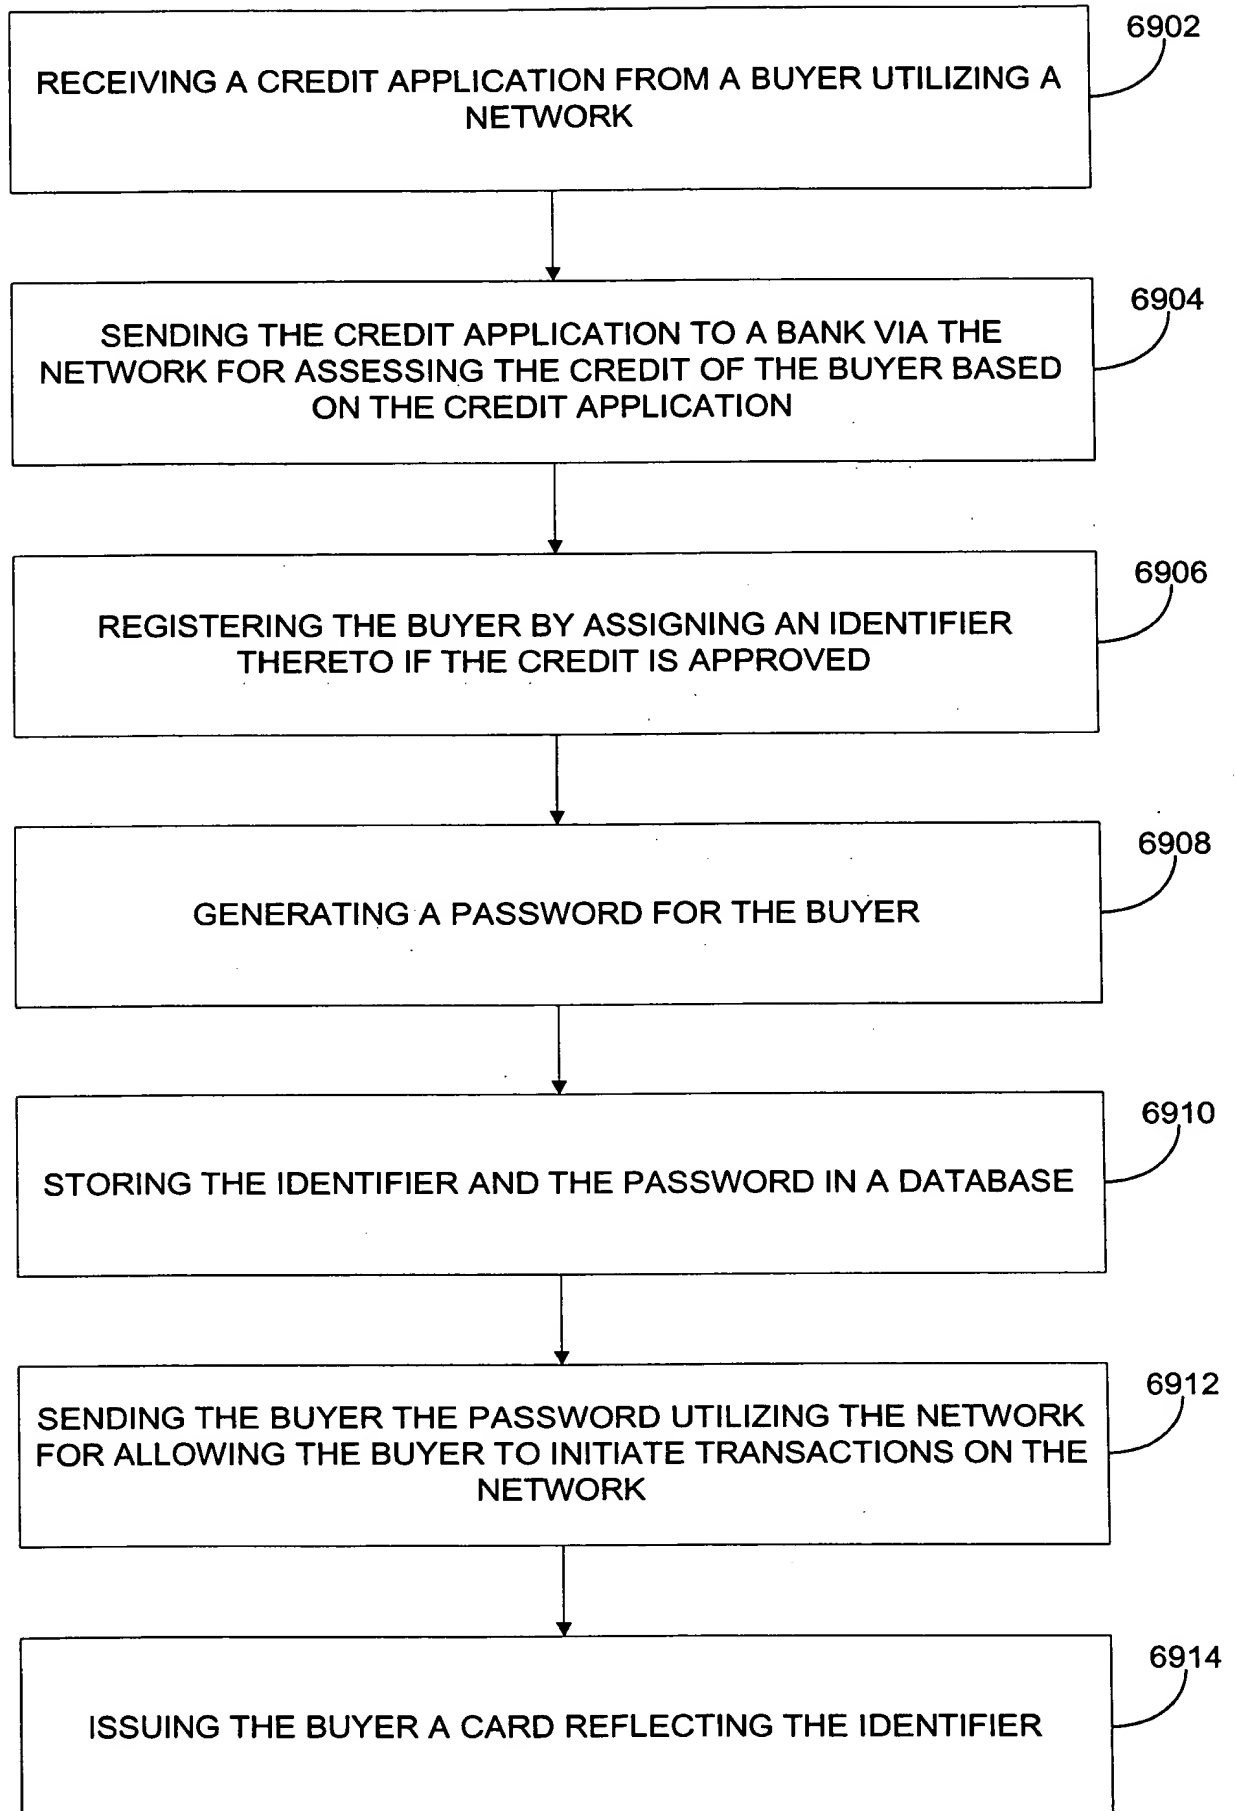 6902
RECEIVING A CREDIT APPLICATION FROM A BUYER UTILIZING A
NETWORK
6904
SENDING THE CREDIT APPLICATION TO A BANK VIA THE
NETWORK FOR ASSESSING THE CREDIT OF THE BUYER BASED
ON THE CREDIT APPLICATION
6906
REGISTERING THE BUYER BY ASSIGNING AN IDENTIFIER
THERETO IF THE CREDIT IS APPROVED
6908
GENERATING A PASSWORD FOR THE BUYER
6910
STORING THE IDENTIFIER AND THE PASSWORD IN A DATABASE
6912
SENDING THE BUYER THE PASSWORD UTILIZING THE NETWORK
FOR ALLOWING THE BUYER TO INITIATE TRANSACTIONS ON THE
NETWORK
6914
ISSUING THE BUYER A CARD REFLECTING THE IDENTIFIER